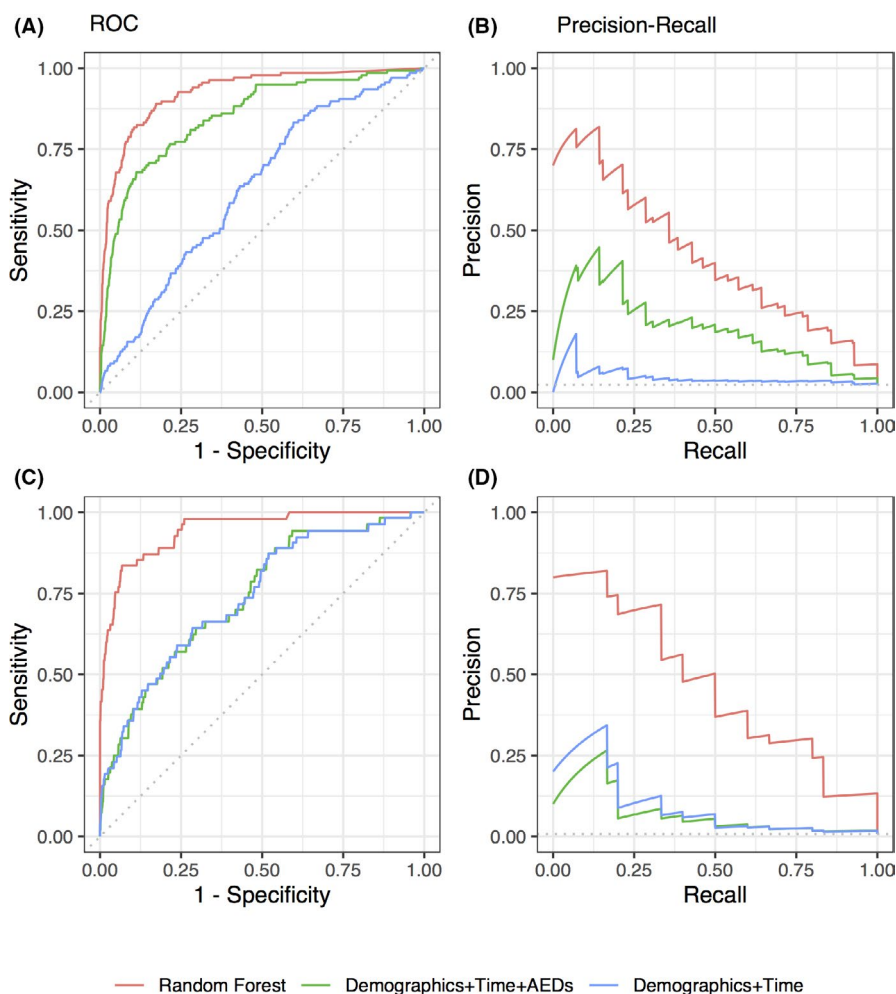 (A) ROC
(B) Precision-Recall
1.00
0.75
0.50
0.25
0.00
Sensitivity
0.00 0.25 0.50 0.75 1.00
1 - Specificity
1.00
0.75
0.50
0.25
0.00
Precision
0.00 0.25 0.50 0.75 1.00
Recall
(C)
(D)
1.00
0.75
0.50
0.25
0.00
Sensitivity
0.00 0.25 0.50 0.75 1.00
1 - Specificity
1.00
0.75
0.50
0.25
0.00
Precision
0.00 0.25 0.50 0.75 1.00
Recall
Random Forest Demographics+Time+AEDs Demographics+Time